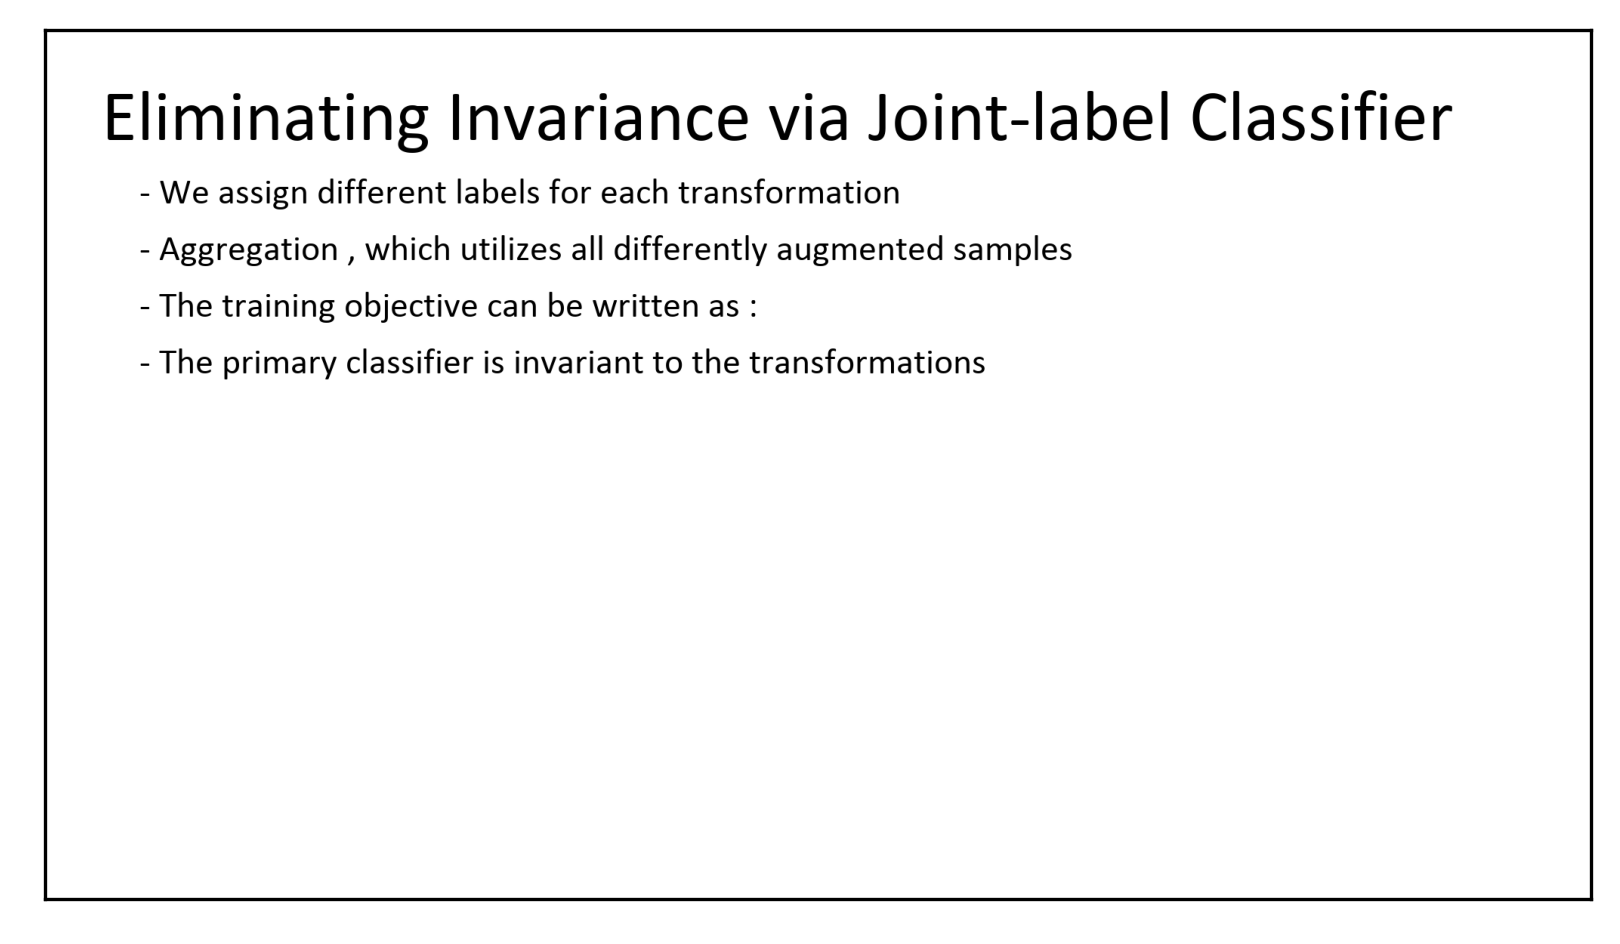 Eliminating Invariance via Joint-label Classifier
- We assign different labels for each transformation
- Aggregation , which utilizes all differently augmented samples
- The training objective can be written as :
- The primary classifier is invariant to the transformations